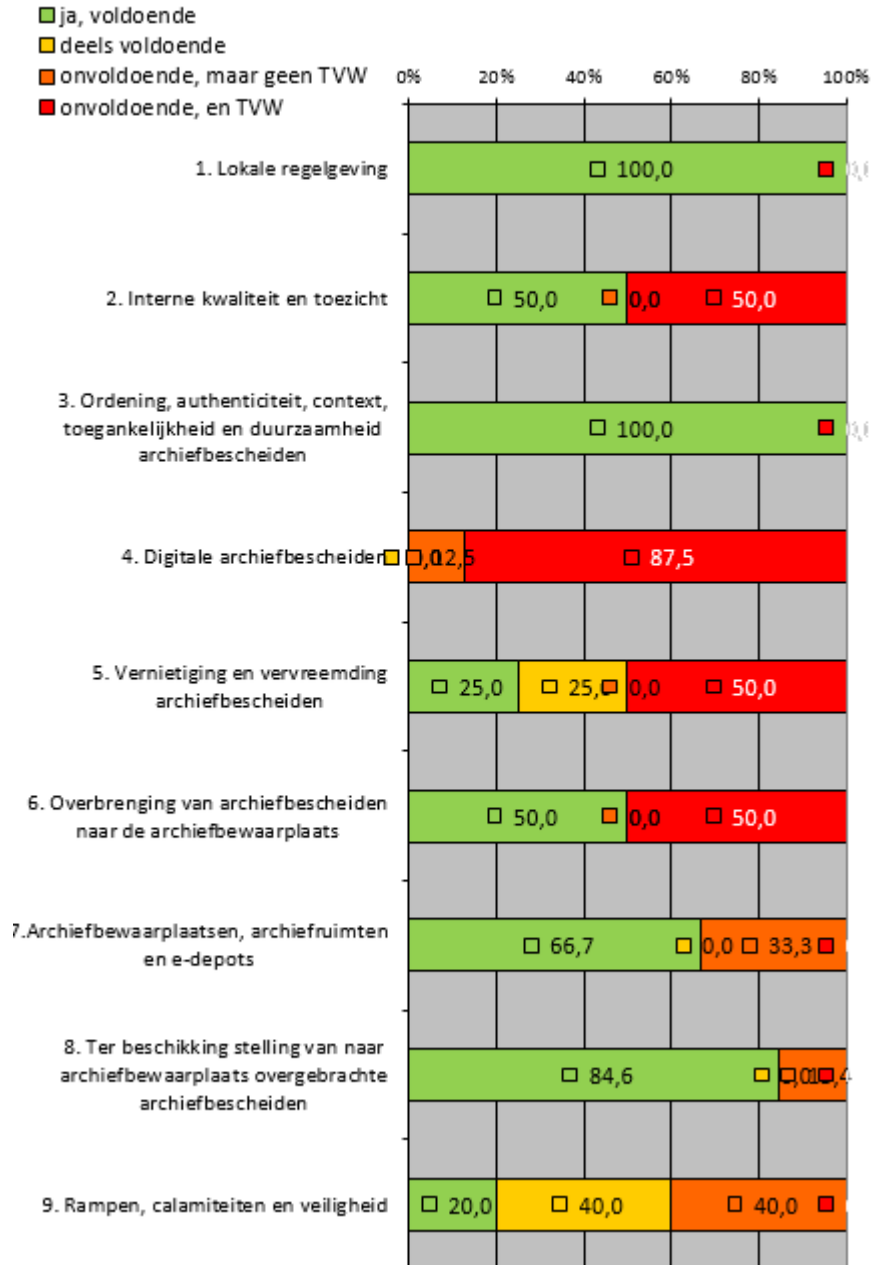 ja, voldoende
deels voldoende
onvoldoende, maar geen TVW
onvoldoende, en TVW
0% 20% 40% 60% 80% 100%
1. Lokale regelgeving
100,0
2. Interne kwaliteit en toezicht
50,0 0,0 50,0
3. Ordening, authenticiteit, context,
toegankelijkheid en duurzaamheid
archiefbescheiden
100,0
4. Digitale archiefbescheiden
12,5 87,5
5. Vernietiging en vervreemding
archiefbescheiden
25,0 25,0 0,0 50,0
6. Overbrenging van archiefbescheiden
naar de archiefbewaarplaats
50,0 0,0 50,0
7.Archiefbewaarplaatsen, archiefruimten
en e-depots
66,7 0,0 33,3
8. Ter beschikking stelling van naar
archiefbewaarplaats overgebrachte
archiefbescheiden
84,6
9. Rampen, calamiteiten en veiligheid
20,0 40,0 40,0